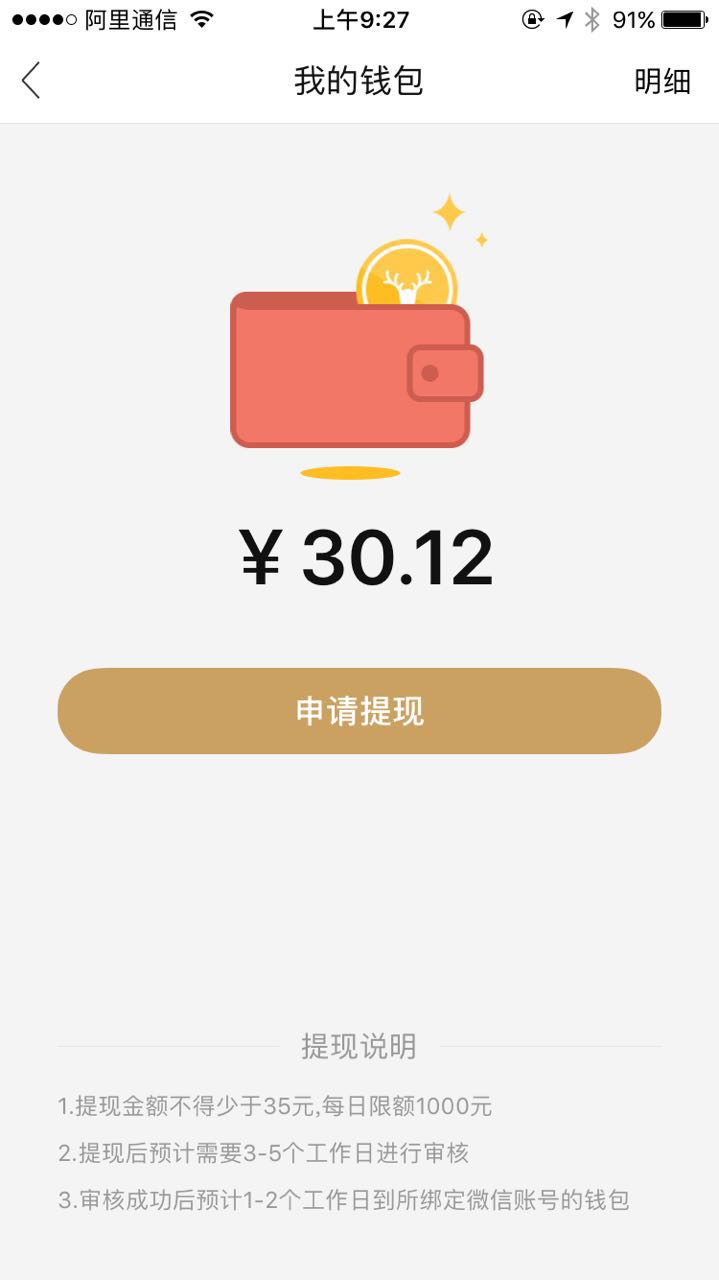 阿里通信 上午9:27 91%
我的钱包 明细
¥ 30.12
申请提现
提现说明
1.提现金额不得少于35元,每日限额1000元
2.提现后预计需要3-5个工作日进行审核
3.审核成功后预计1-2个工作日到所绑定微信账号的钱包